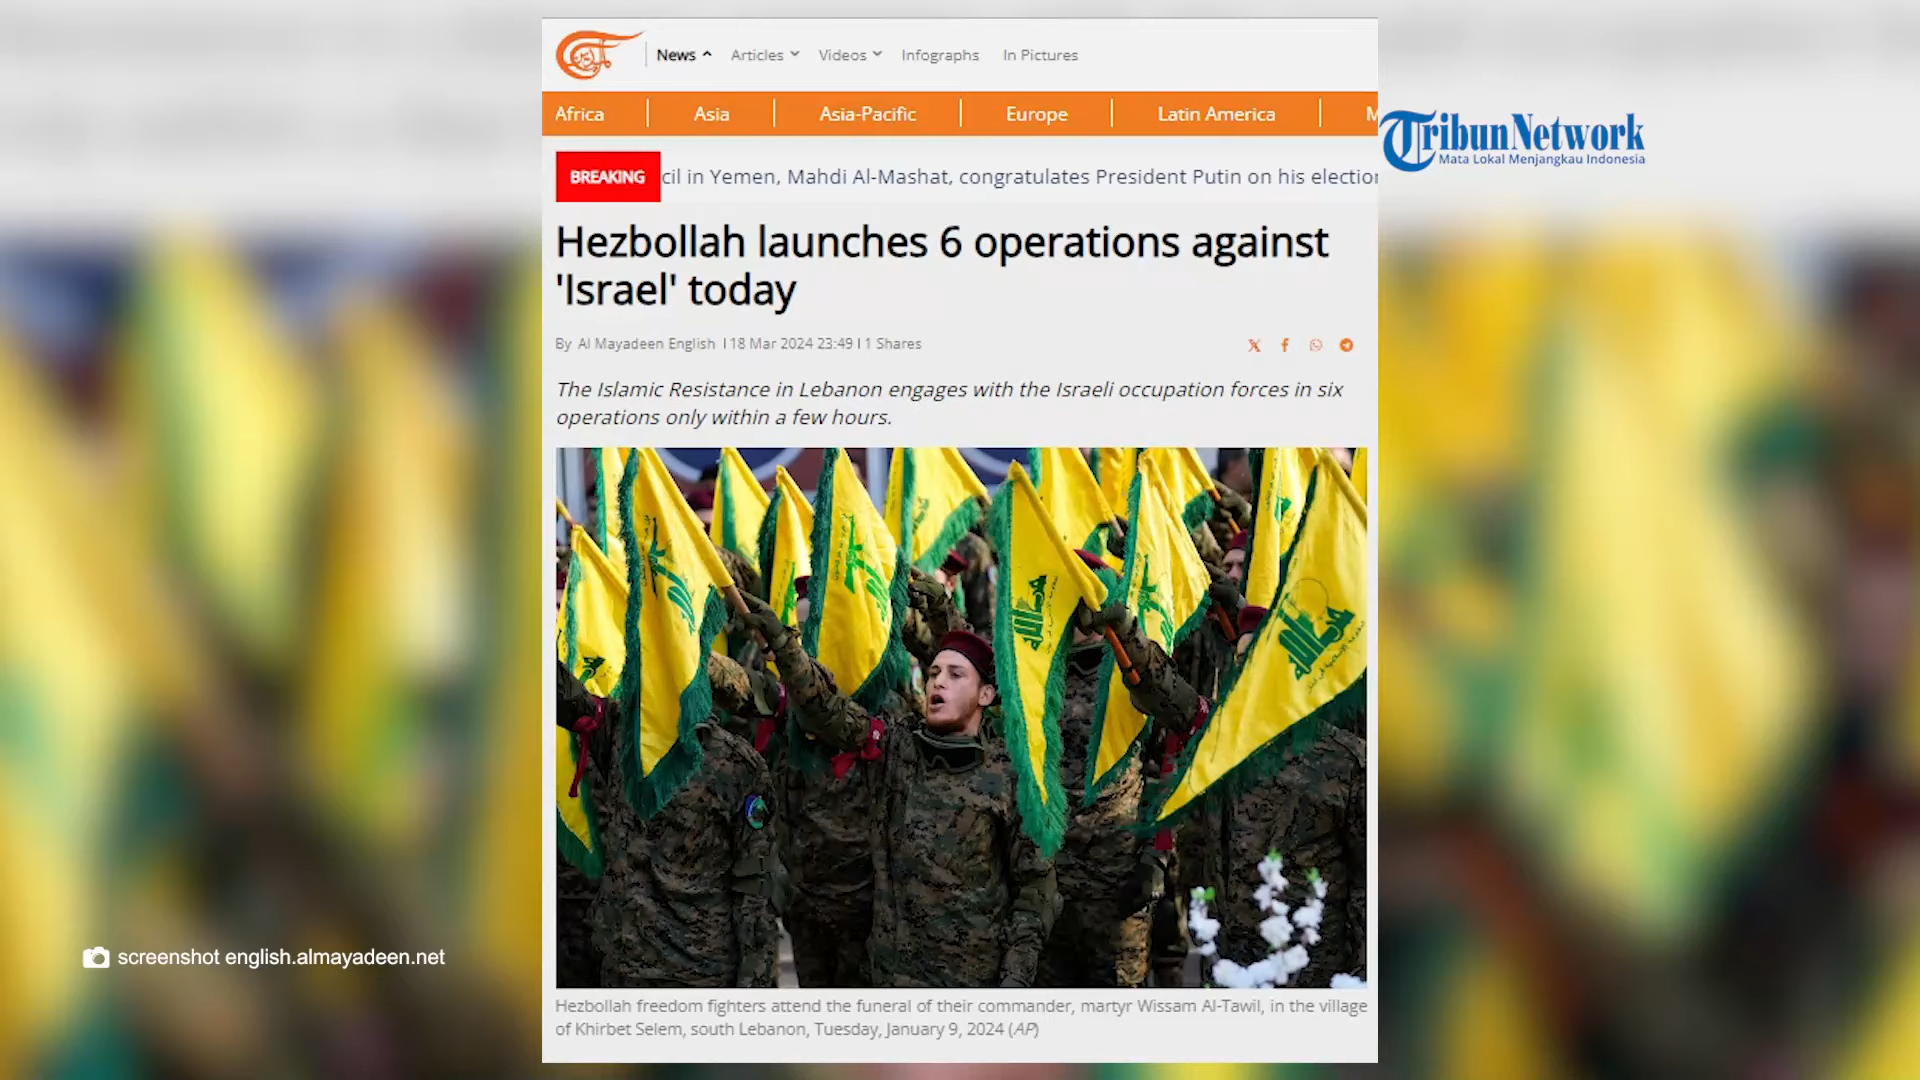 News
Articles
Videos
Infographs
In Pictures
Africa
Asia
Asia-Pacific
Europe
Latin America
M
TribunNetwork
Mata Lokal Menjangkau Indonesia
BREAKING
cil in Yemen, Mahdi Al-Mashat, congratulates President Putin on his election
Hezbollah launches 6 operations against
'Israel' today
By Al Mayadeen English | 18 Mar 2024 23:49 | 1 Shares
The Islamic Resistance in Lebanon engages with the Israeli occupation forces in six
operations only within a few hours.
Hezbollah freedom fighters attend the funeral of their commander, martyr Wissam Al-Tawil, in the village
of Khirbet Selem, south Lebanon, Tuesday, January 9, 2024 (AP)
screenshot english.almayadeen.net